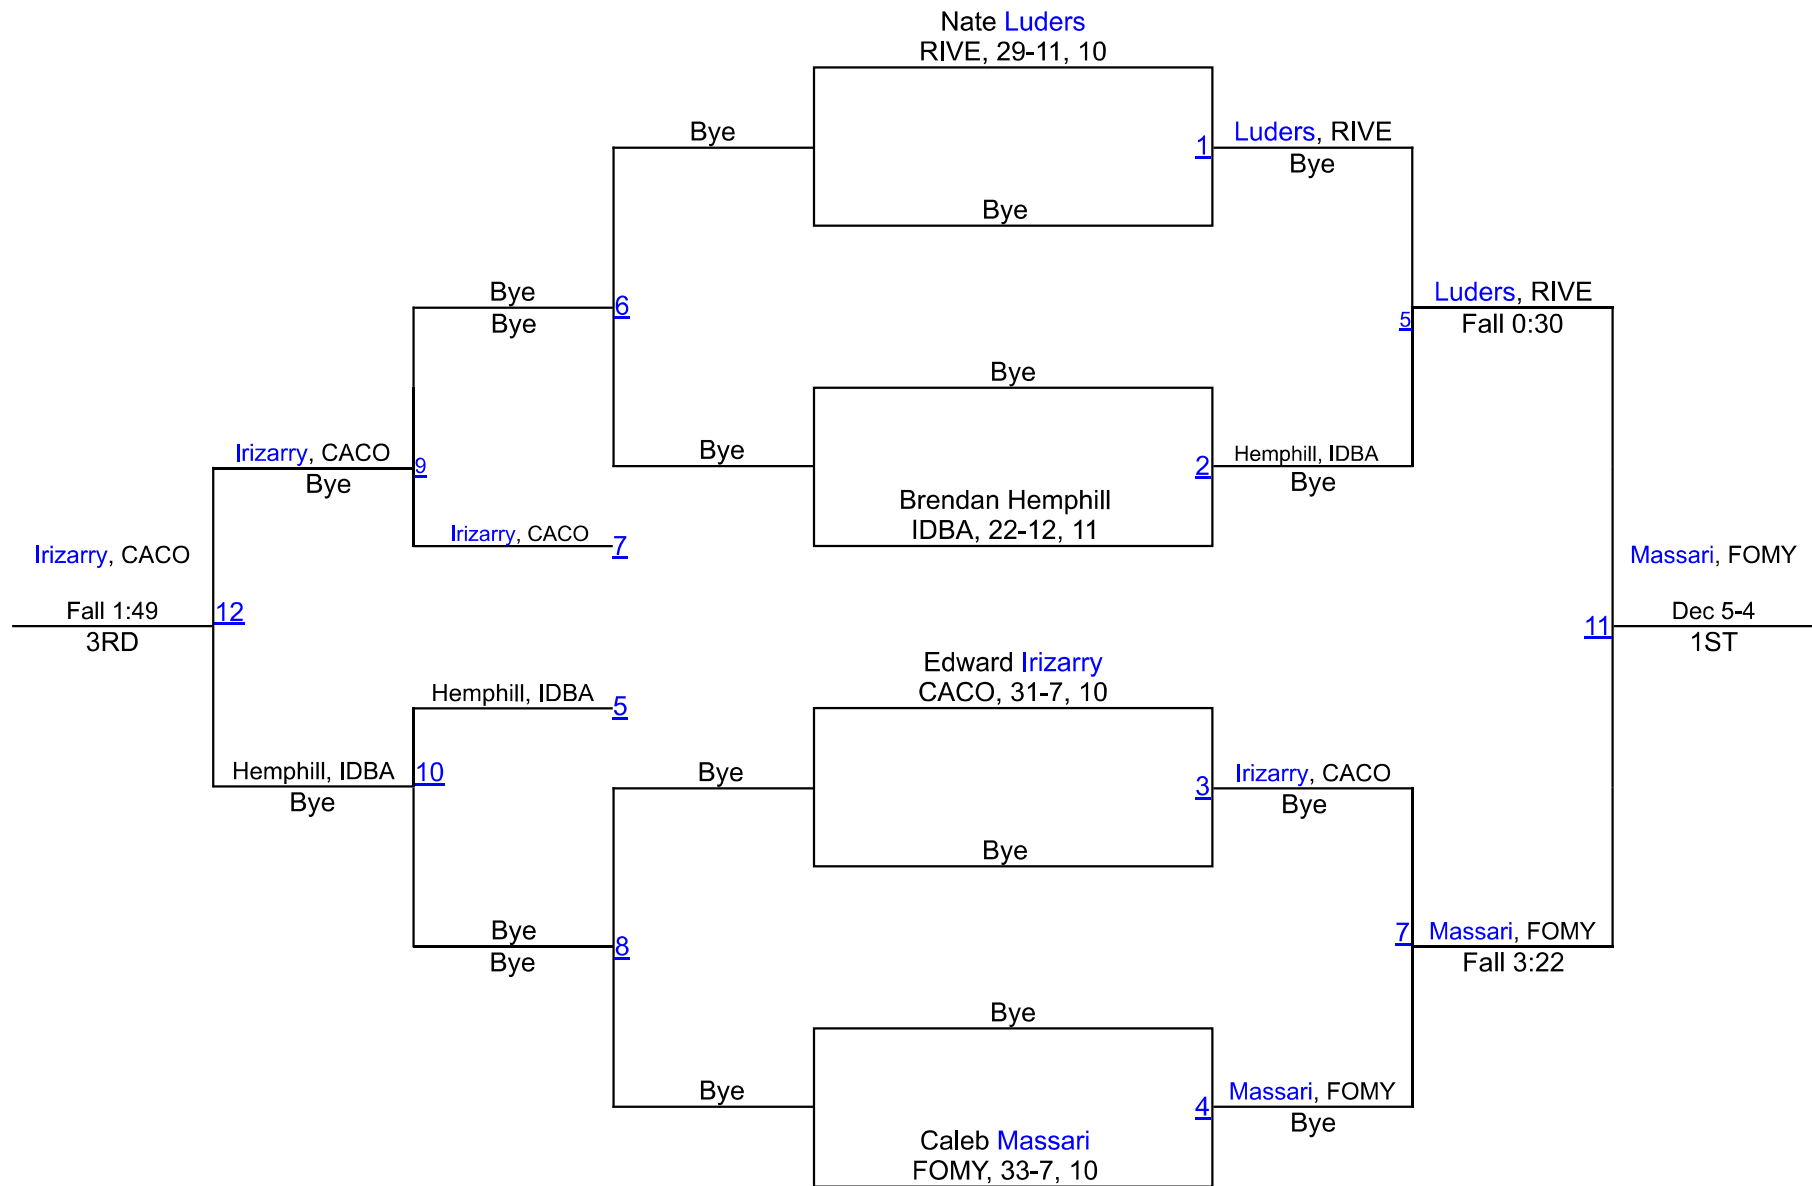 Nate Luders
RIVE, 29-11, 10
Bye
1
Luders, RIVE
Bye
Bye
Bye
Bye
6
5
Luders, RIVE
Fall 0:30
Bye
Irizarry, CACO
Bye
9
Bye
2
Hemphill, IDBA
Bye
Brendan Hemphill
IDBA, 22-12, 11
Irizarry, CACO
7
Irizarry, CACO
Fall 1:49
3RD
12
Massari, FOMY
Dec 5-4
1ST
11
Edward Irizarry
CACO, 31-7, 10
Hemphill, IDBA
5
Hemphill, IDBA
Bye
10
Bye
3
Irizarry, CACO
Bye
Bye
Bye
Bye
8
7
Massari, FOMY
Fall 3:22
Bye
Bye
4
Massari, FOMY
Bye
Caleb Massari
FOMY, 33-7, 10